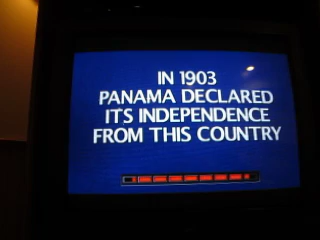 IN 1903
PANAMA DECLARED
ITS INDEPENDENCE
FROM THIS COUNTRY